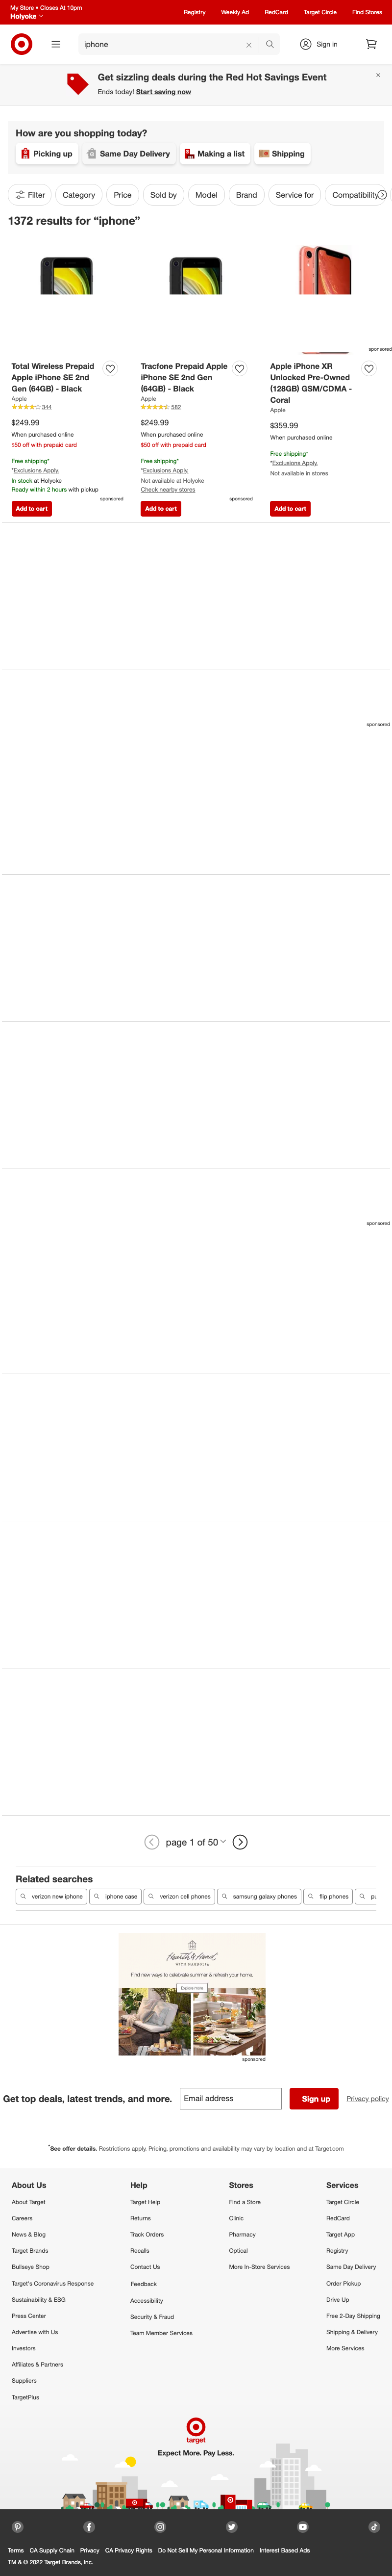 My Store • Closes At 10pm
Holyoke
Registry
Weekly Ad
RedCard
Target Circle
Find Stores
iphone
Sign in
Get sizzling deals during the Red Hot Savings Event
Ends today! Start saving now
How are you shopping today?
Picking up
Same Day Delivery
Making a list
Shipping
Filter
Category
Price
Sold by
Model
Brand
Service for
Compatibility
1372 results for “iphone”
sponsored
Total Wireless Prepaid Apple iPhone SE 2nd Gen (64GB) - Black
Apple
344
$249.99
When purchased online
$50 off with prepaid card
Free shipping*
*Exclusions Apply.
In stock at Holyoke
Ready within 2 hours with pickup
sponsored
Add to cart
Tracfone Prepaid Apple iPhone SE 2nd Gen (64GB) - Black
Apple
582
$249.99
When purchased online
$50 off with prepaid card
Free shipping*
*Exclusions Apply.
Not available at Holyoke
Check nearby stores
sponsored
Add to cart
Apple iPhone XR Unlocked Pre-Owned (128GB) GSM/CDMA - Coral
Apple
$359.99
When purchased online
Free shipping*
*Exclusions Apply.
Not available in stores
Add to cart
sponsored
sponsored
page 1 of 50
Related searches
verizon new iphone
iphone case
verizon cell phones
samsung galaxy phones
flip phones
Hearth & Hand
WITH MAGNOLIA
Find new ways to celebrate summer & refresh your home.
Explore more
sponsored
Get top deals, latest trends, and more.
Email address
Sign up
Privacy policy
*See offer details. Restrictions apply. Pricing, promotions and availability may vary by location and at Target.com
About Us
About Target
Careers
News & Blog
Target Brands
Bullseye Shop
Target's Coronavirus Response
Sustainability & ESG
Press Center
Advertise with Us
Investors
Affiliates & Partners
Suppliers
TargetPlus
Help
Target Help
Returns
Track Orders
Recalls
Contact Us
Feedback
Accessibility
Security & Fraud
Team Member Services
Stores
Find a Store
Clinic
Pharmacy
Optical
More In-Store Services
Services
Target Circle
RedCard
Target App
Registry
Same Day Delivery
Order Pickup
Drive Up
Free 2-Day Shipping
Shipping & Delivery
More Services
target
Expect More. Pay Less.
Terms
CA Supply Chain
Privacy
CA Privacy Rights
Do Not Sell My Personal Information
Interest Based Ads
TM & © 2022 Target Brands, Inc.